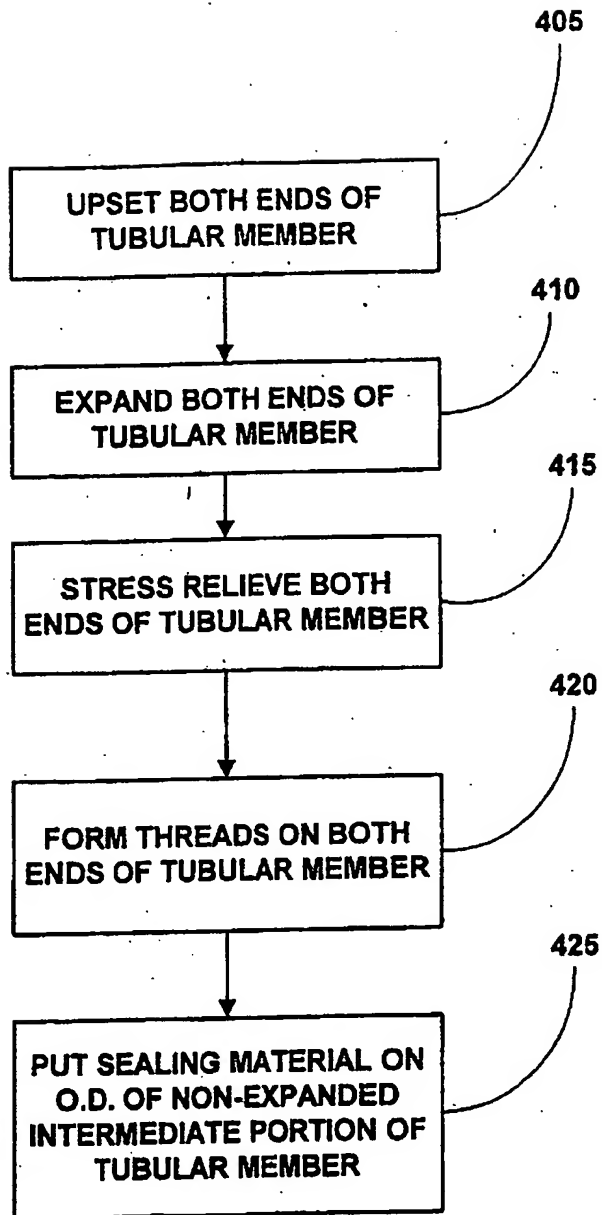 405
UPSET BOTH ENDS OF
TUBULAR MEMBER
410
EXPAND BOTH ENDS OF
TUBULAR MEMBER
415
STRESS RELIEVE BOTH
ENDS OF TUBULAR MEMBER
420
FORM THREADS ON BOTH
ENDS OF TUBULAR MEMBER
425
PUT SEALING MATERIAL ON
O.D. OF NON-EXPANDED
INTERMEDIATE PORTION OF
TUBULAR MEMBER